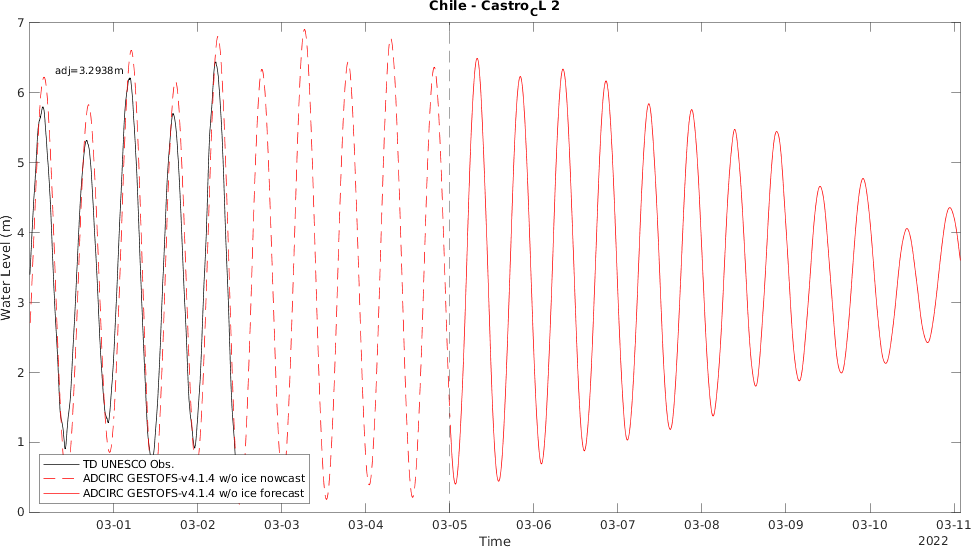 Chile - Castro_CL 2
7
adj=3.2938m
6
5
4
3
2
1
0
Water Level (m)
TD UNESCO Obs.
ADCIRC GESTOFS-v4.1.4 w/o ice nowcast
ADCIRC GESTOFS-v4.1.4 w/o ice forecast
03-01 03-02 03-03 03-04 03-05 03-06 03-07 03-08 03-09 03-10 03-11
Time
2022